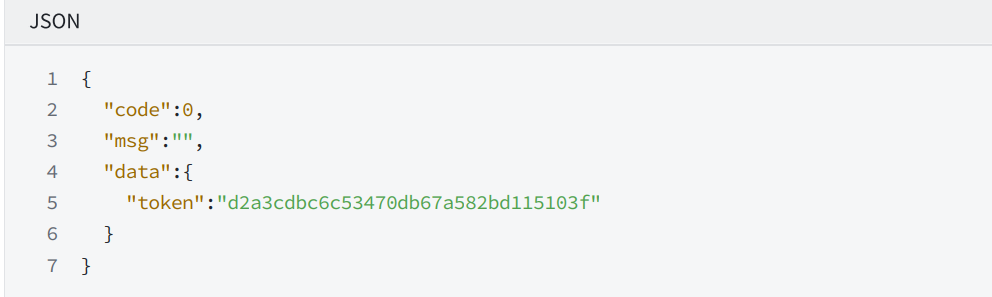 JSON
1 {
2 "code":0,
3 "msg":"",
4 "data":{
5 "token":"d2a3cdbc6c53470db67a582bd115103f"
6 }
7 }